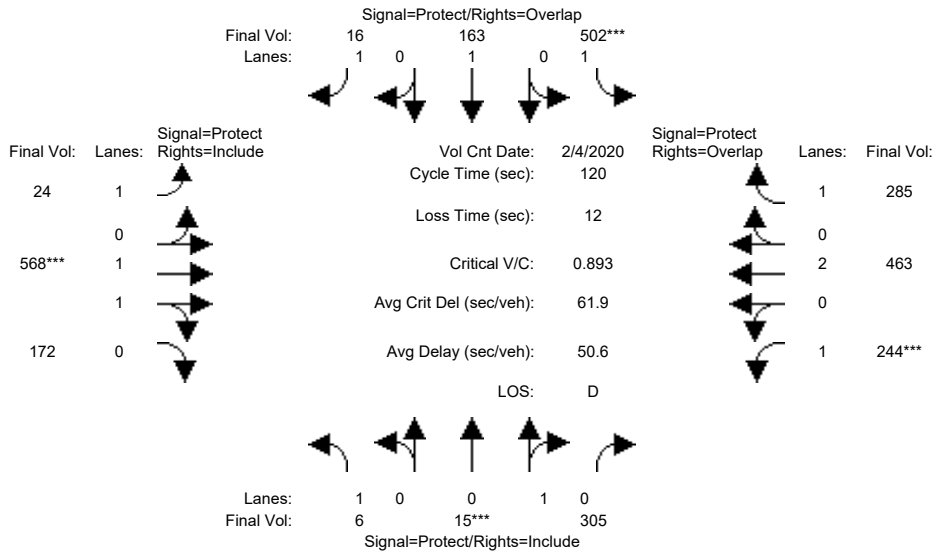 Signal=Protect/Rights=Overlap
Final Vol: 16 163 502***
Lanes: 1 0 1 0 1
Signal=Protect
Final Vol: Lanes: Rights=Include
Vol Cnt Date: 2/4/2020
Signal=Protect
Rights=Overlap Lanes: Final Vol:
Cycle Time (sec): 120
24 1
1 285
Loss Time (sec): 12
0
0
568*** 1
Critical V/C: 0.893
2 463
1
Avg Crit Del (sec/veh): 61.9
0
172 0
Avg Delay (sec/veh): 50.6
1 244***
LOS: D
Lanes: 1 0 0 1 0
Final Vol: 6 15*** 305
Signal=Protect/Rights=Include